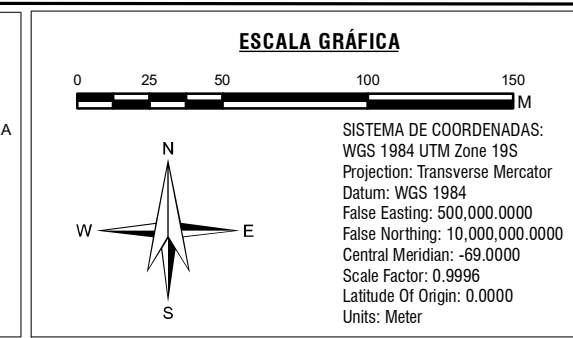 ESCALA GRÁFICA
0 25 50 100 150
M
A
SISTEMA DE COORDENADAS:
WGS 1984 UTM Zone 19S
Projection: Transverse Mercator
Datum: WGS 1984
False Easting: 500,000.0000
False Northing: 10,000,000.0000
Central Meridian: -69.0000
Scale Factor: 0.9996
Latitude Of Origin: 0.0000
Units: Meter
N
W E
S